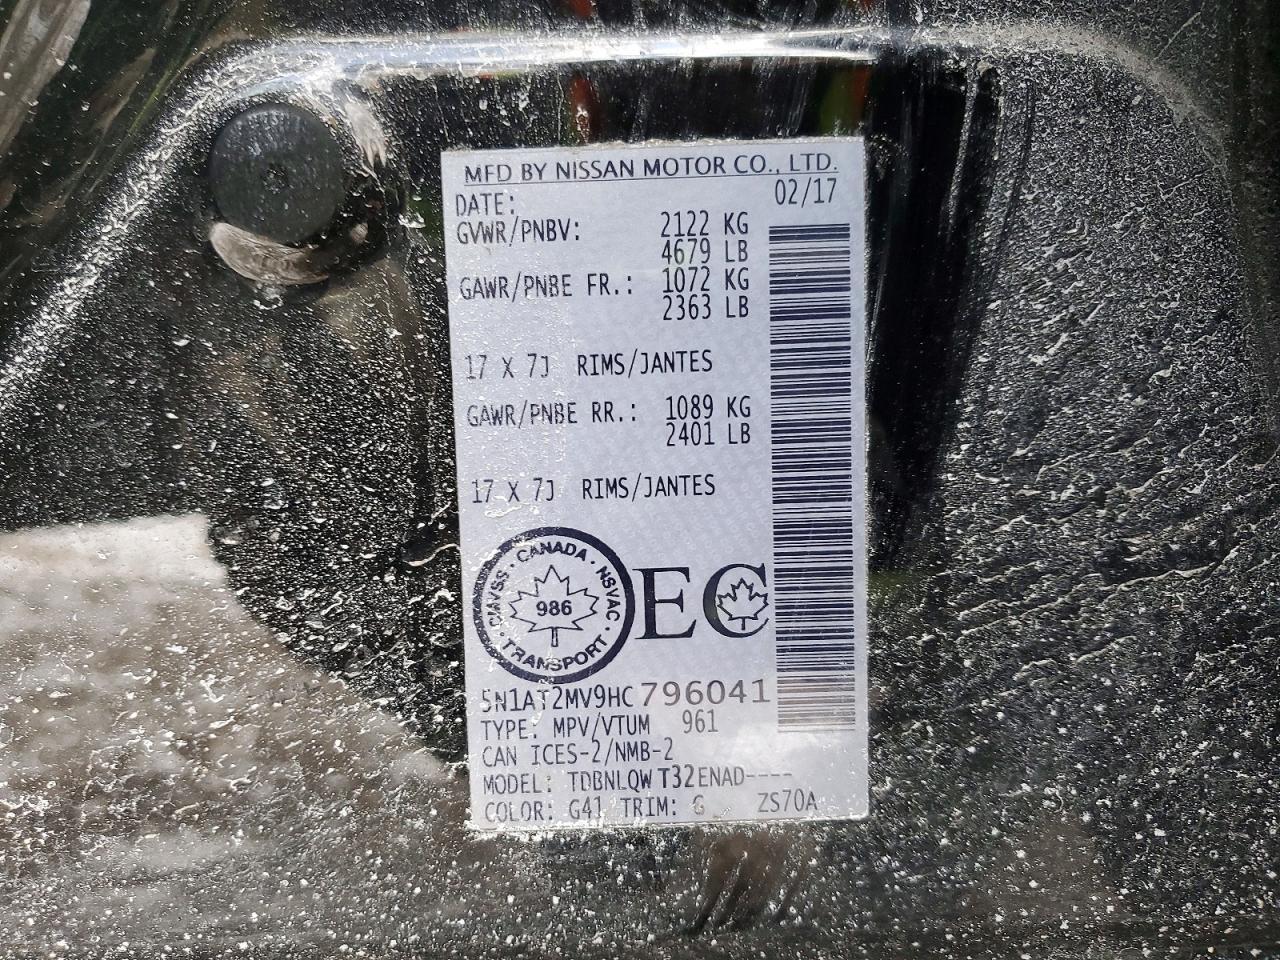 MFD BY NISSAN MOTOR CO., LTD.
DATE: 02/17
GVWR/PNBV: 2122 KG
4679 LB
GAWR/PNBE FR.: 1072 KG
2363 LB
17 X 7J RIMS/JANTES
GAWR/PNBE RR.: 1089 KG
2401 LB
17 X 7J RIMS/JANTES
CMVSS · CANADA · NSVAC · TRANSPORT ·
986
EC
5N1AT2MV9HC796041
TYPE: MPV/VTUM 961
CAN ICES-2/NMB-2
MODEL: TDBNLQW T32ENAD----
COLOR: G41 TRIM: G ZS70A